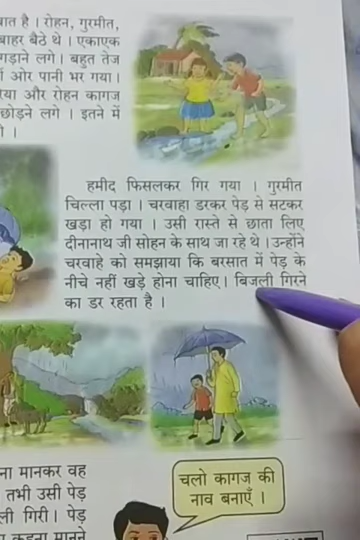 बात है । रोहन, गुरमीत,
बाहर बैठे थे । एकाएक
लगे । बहुत तेज
ओर पानी भर गया ।
और रोहन कागज
छोड़ने लगे । इतने में
हमीद फिसलकर गिर गया । गुरमीत
चिल्ला पड़ा । चरवाहा डरकर पेड़ से सटकर
खड़ा हो गया । उसी रास्ते से छाता लिए
दीनानाथ जी सोहन के साथ जा रहे थे । उन्होंने
चरवाहे को समझाया कि बरसात में पेड़ के
नीचे नहीं खड़े होना चाहिए। बिजली गिरने
का डर रहता है ।
मानकर वह
तभी उसी पेड़
गिरी। पेड़
चलो कागज की
नाव बनाएँ ।